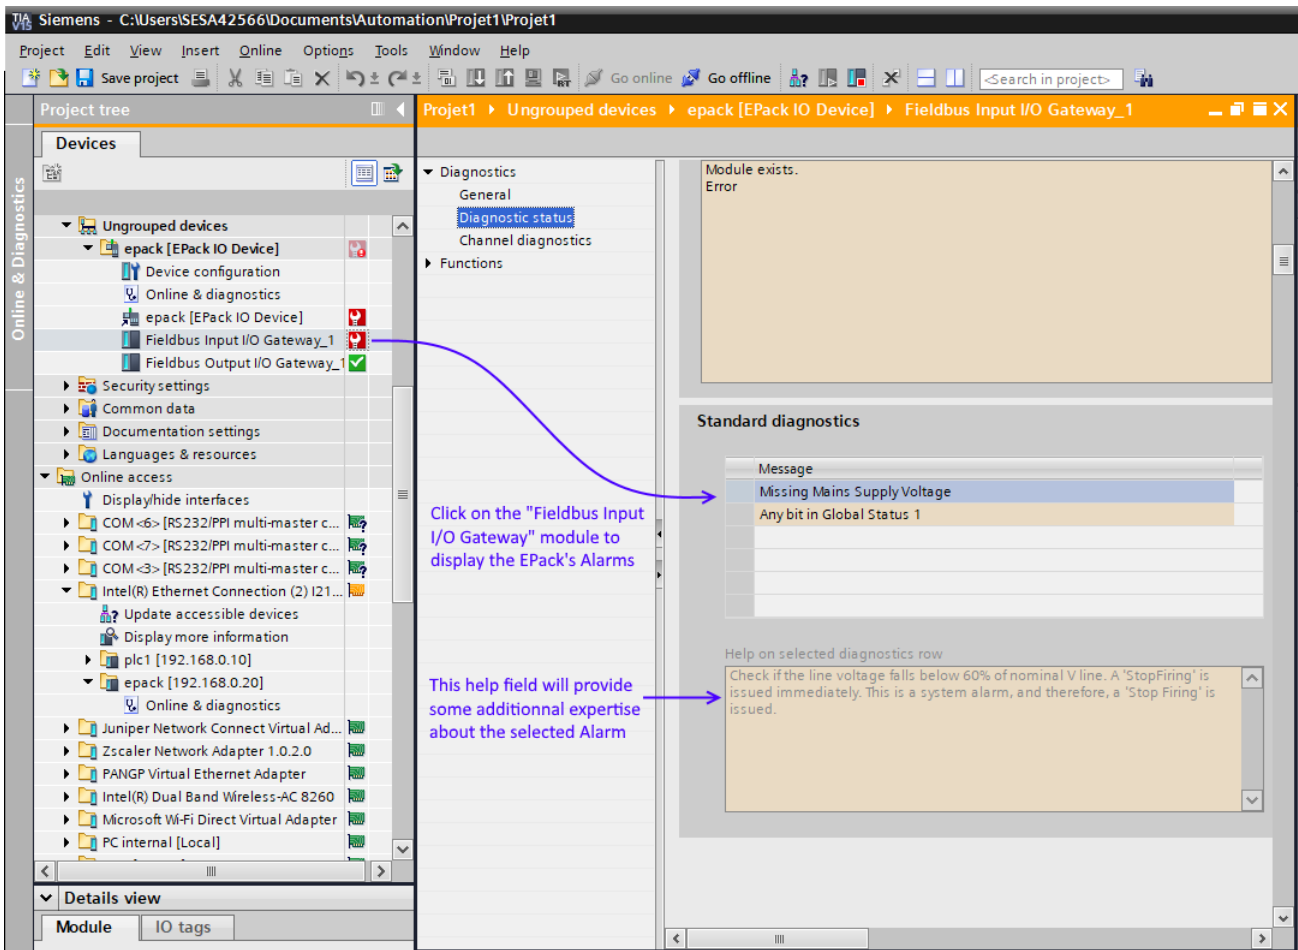 Siemens - C:\Users\SESA42566\Documents\Automation\Projet1\Projet1
Project Edit View Insert Online Options Tools Window Help
Save project Go online Go offline <Search in project>
Project tree
Projet1 Ungrouped devices epack [EPack IO Device] Fieldbus Input I/O Gateway_1
Online & Diagnostics
Devices
Ungrouped devices
epack [EPack IO Device]
Device configuration
Online & diagnostics
epack [EPack IO Device]
Fieldbus Input I/O Gateway_1
Fieldbus Output I/O Gateway_1
Security settings
Common data
Documentation settings
Languages & resources
Online access
Display/hide interfaces
COM <6> [RS232/PPI multi-master c...
COM <7> [RS232/PPI multi-master c...
COM <3> [RS232/PPI multi-master c...
Intel(R) Ethernet Connection (2) I21...
Update accessible devices
Display more information
plc1 [192.168.0.10]
epack [192.168.0.20]
Online & diagnostics
Juniper Network Connect Virtual Ad...
Zscaler Network Adapter 1.0.2.0
PANGP Virtual Ethernet Adapter
Intel(R) Dual Band Wireless-AC 8260
Microsoft Wi-Fi Direct Virtual Adapter
PC internal [Local]
Details view
Module IO tags
Diagnostics
General
Diagnostic status
Channel diagnostics
Functions
Click on the "Fieldbus Input
I/O Gateway" module to
display the EPack's Alarms
This help field will provide
some additionnal expertise
about the selected Alarm
Module exists.
Error
Standard diagnostics
Message
Missing Mains Supply Voltage
Any bit in Global Status 1
Help on selected diagnostics row
Check if the line voltage falls below 60% of nominal V line. A 'StopFiring' is
issued immediately. This is a system alarm, and therefore, a 'Stop Firing' is
issued.